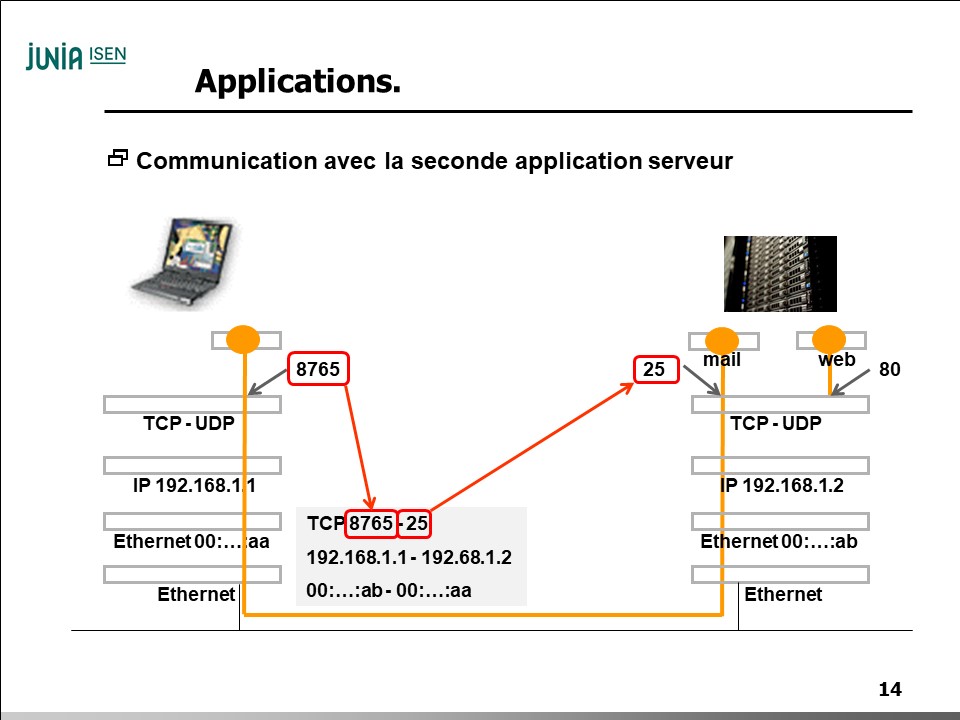 JUNIA ISEN
Applications.
Communication avec la seconde application serveur
mail
web
8765
25
80
TCP - UDP
TCP - UDP
IP 192.168.1.1
IP 192.168.1.2
TCP 8765 - 25
Ethernet 00:…:aa
Ethernet 00:…:ab
192.168.1.1 - 192.68.1.2
00:…:ab - 00:…:aa
Ethernet
Ethernet
14